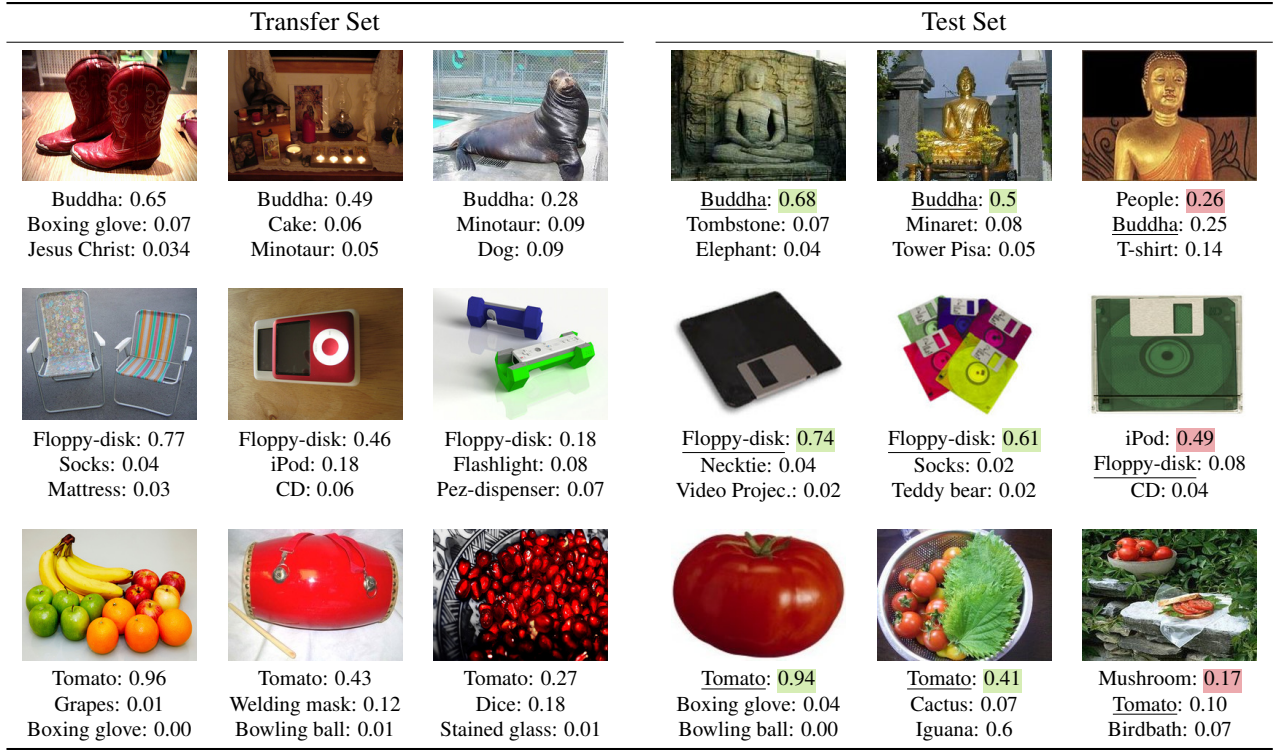 Transfer Set
Test Set
Buddha: 0.65
Boxing glove: 0.07
Jesus Christ: 0.034
Buddha: 0.49
Cake: 0.06
Minotaur: 0.05
Buddha: 0.28
Minotaur: 0.09
Dog: 0.09
Buddha: 0.68
Tombstone: 0.07
Elephant: 0.04
Buddha: 0.5
Minaret: 0.08
Tower Pisa: 0.05
People: 0.26
Buddha: 0.25
T-shirt: 0.14
Floppy-disk: 0.77
Socks: 0.04
Mattress: 0.03
Floppy-disk: 0.46
iPod: 0.18
CD: 0.06
Floppy-disk: 0.18
Flashlight: 0.08
Pez-dispenser: 0.07
Floppy-disk: 0.74
Necktie: 0.04
Video Projec.: 0.02
Floppy-disk: 0.61
Socks: 0.02
Teddy bear: 0.02
iPod: 0.49
Floppy-disk: 0.08
CD: 0.04
Tomato: 0.96
Grapes: 0.01
Boxing glove: 0.00
Tomato: 0.43
Welding mask: 0.12
Bowling ball: 0.01
Tomato: 0.27
Dice: 0.18
Stained glass: 0.01
Tomato: 0.94
Boxing glove: 0.04
Bowling ball: 0.00
Tomato: 0.41
Cactus: 0.07
Iguana: 0.6
Mushroom: 0.17
Tomato: 0.10
Birdbath: 0.07